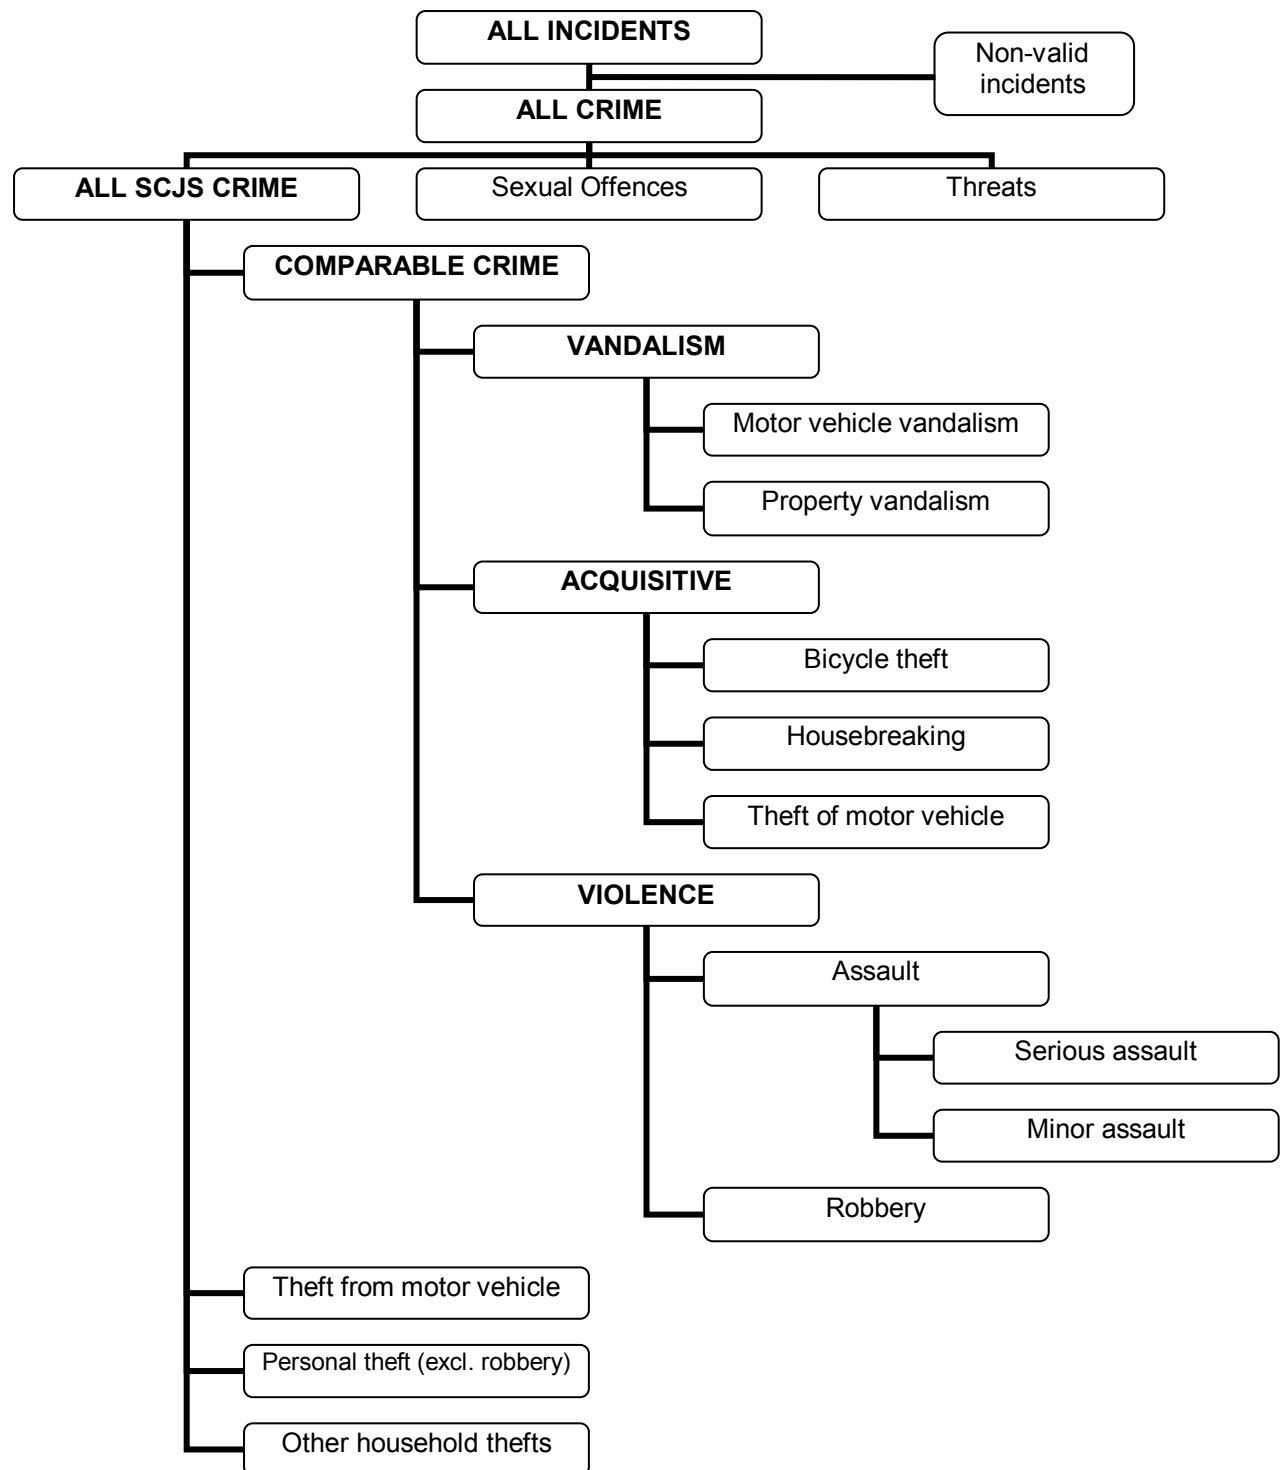 ALL INCIDENTS
Non-valid
incidents
ALL CRIME
ALL SCJS CRIME
Sexual Offences
Threats
COMPARABLE CRIME
VANDALISM
Motor vehicle vandalism
Property vandalism
ACQUISITIVE
Bicycle theft
Housebreaking
Theft of motor vehicle
VIOLENCE
Assault
Serious assault
Minor assault
Robbery
Theft from motor vehicle
Personal theft (excl. robbery)
Other household thefts